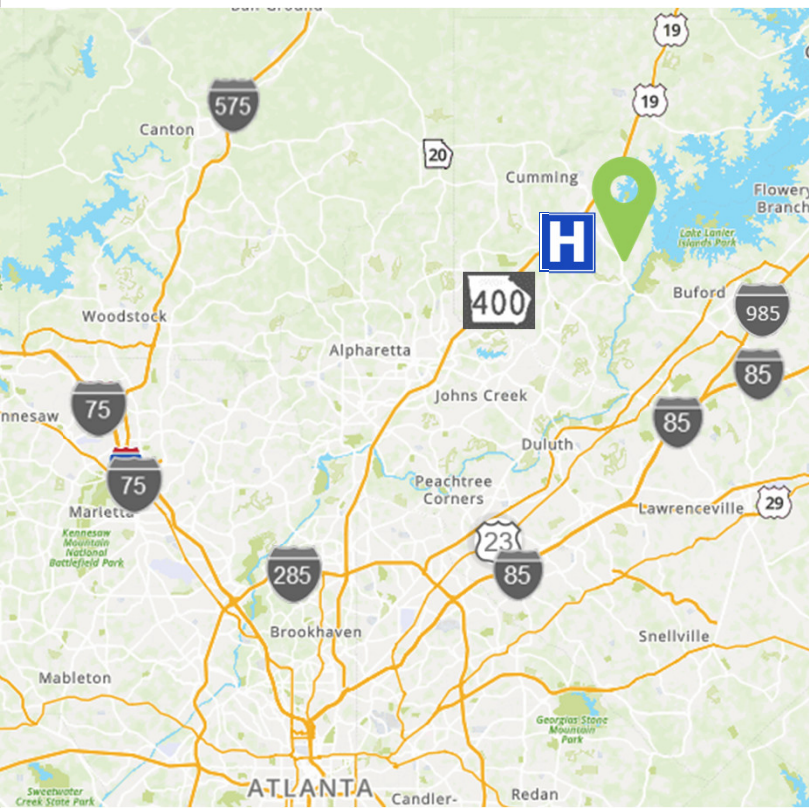 19
575
19
Canton
20
Cumming
Flowery
Branch
H
Lake Lanier
Islands Park
400
Buford
985
Woodstock
Alpharetta
85
Johns Creek
75
nnesaw
85
Duluth
75
Peachtree
Corners
Marietta
Lawrenceville
29
Kennesaw
Mountain
National
Battlefield Park
23
285
85
Brookhaven
Snellville
Mableton
Georgias Stone
Mountain
Park
ATLANTA
Sweetwater
Creek State Park
Candler-
Redan